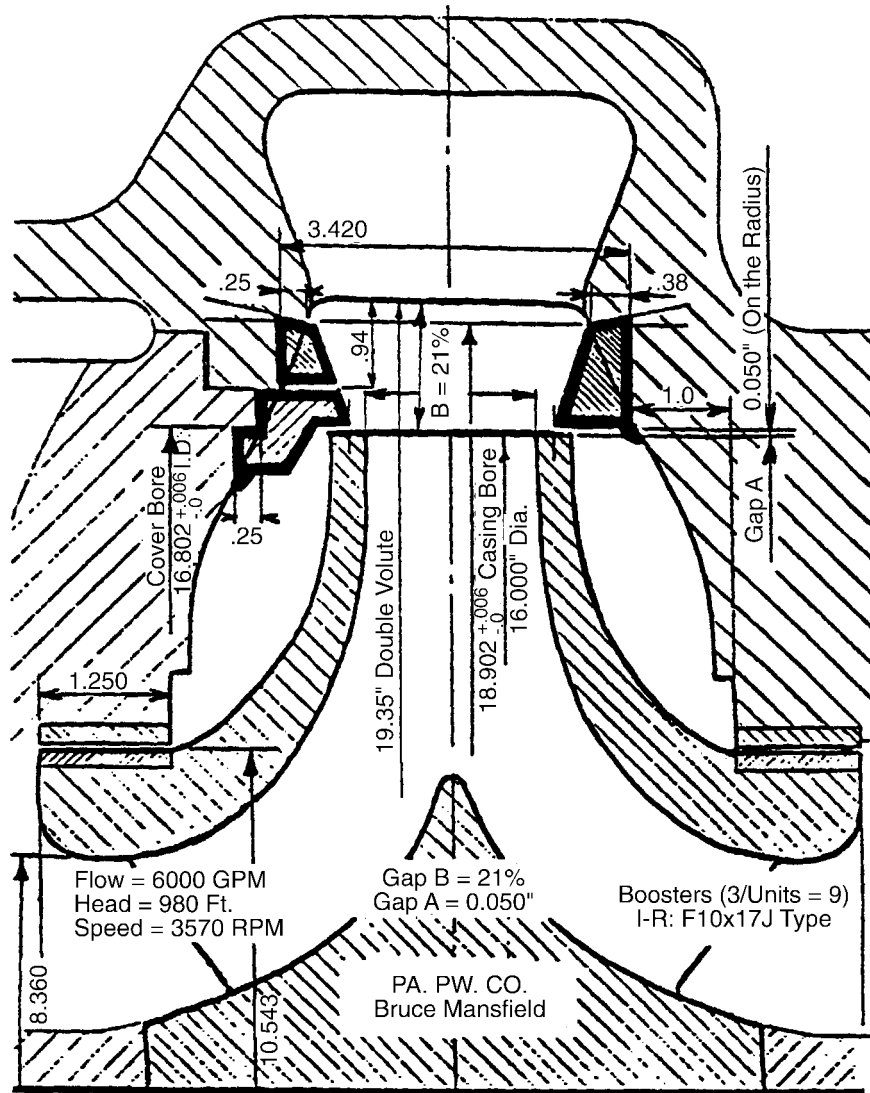 3.420
.25
.38
0.050" (On the Radius)
.94
B = 21%
1.0
Gap A
Cover Bore
16.802 +.006 -.0 I.D.
.25
19.35" Double Volute
18.902 +.006 -.0 Casing Bore
16.000" Dia.
1.250
Flow = 6000 GPM
Head = 980 Ft.
Speed = 3570 RPM
Gap B = 21%
Gap A = 0.050"
Boosters (3/Units = 9)
I-R: F10x17J Type
8.360
10.543
PA. PW. CO.
Bruce Mansfield